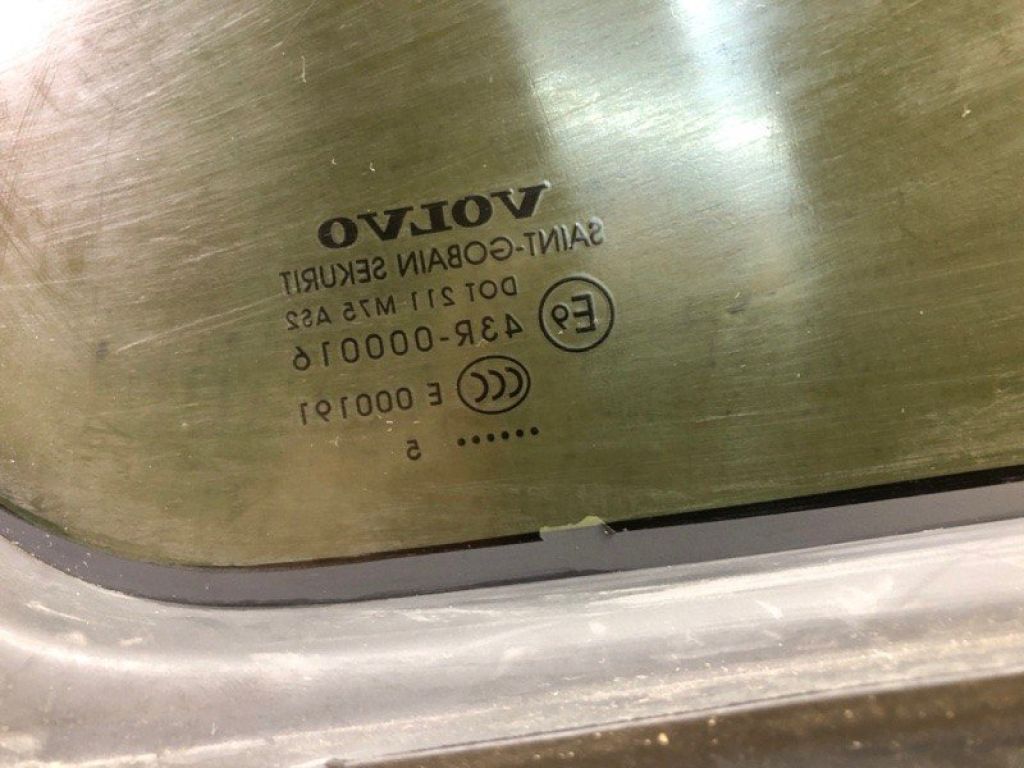 VOLVO
SAINT-GOBAIN SEKURIT
DOT 211 M75 AS2
E9 43R-000016
CCC E 000191
...... 5